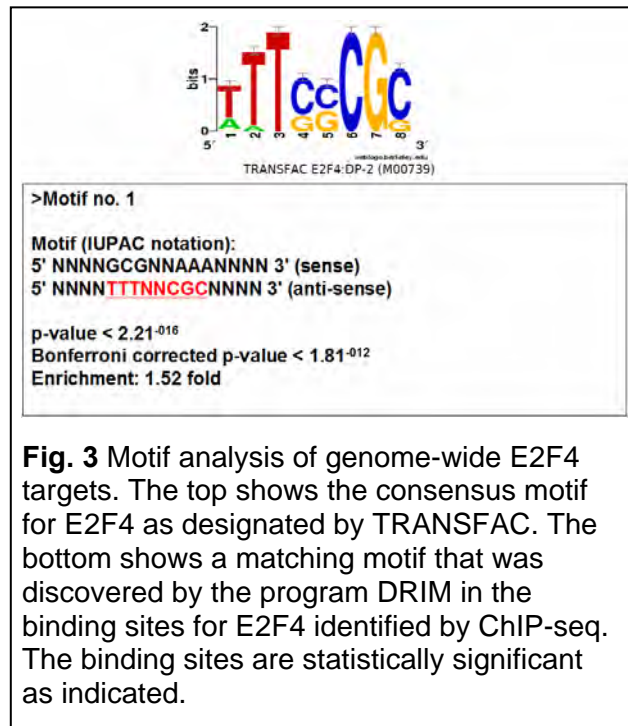 2
bits
1
0
T T T C C C G C
A A G G G
5′ 1 2 3 4 5 6 7 8 3′
weblogo.berkeley.edu
TRANSFAC E2F4:DP-2 (M00739)
>Motif no. 1
Motif (IUPAC notation):
5' NNNNGCGNNAAANNNN 3' (sense)
5' NNNNTTTNNCGCNNNN 3' (anti-sense)
p-value < 2.21-016
Bonferroni corrected p-value < 1.81-012
Enrichment: 1.52 fold
Fig. 3 Motif analysis of genome-wide E2F4
targets. The top shows the consensus motif
for E2F4 as designated by TRANSFAC. The
bottom shows a matching motif that was
discovered by the program DRIM in the
binding sites for E2F4 identified by ChIP-seq.
The binding sites are statistically significant
as indicated.